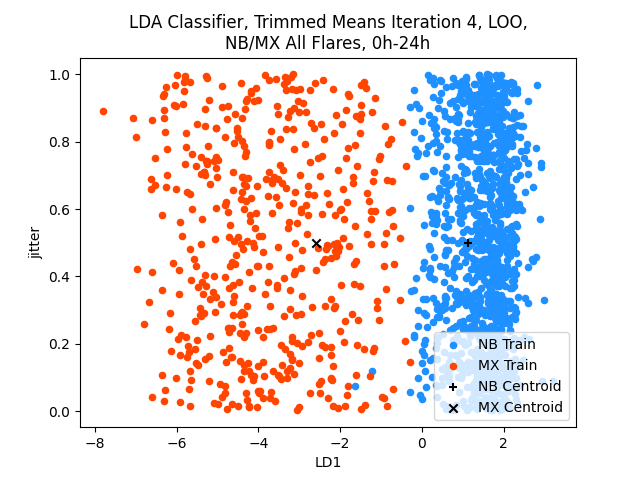 LDA Classifier, Trimmed Means Iteration 4, LOO,
NB/MX All Flares, 0h-24h
1.0
0.8
0.6
0.4
0.2
0.0
jitter
−8
−6
−4
−2
0
2
LD1
NB Train
MX Train
NB Centroid
MX Centroid